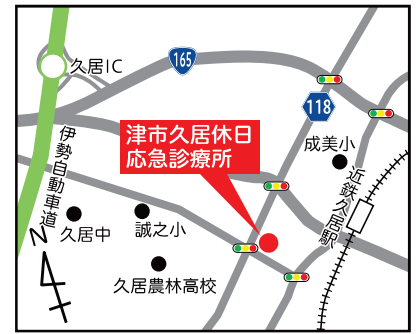 久居IC
165
118
津市久居休日
応急診療所
成美小
伊勢自動車道
近鉄久居駅
久居中
誠之小
N
久居農林高校